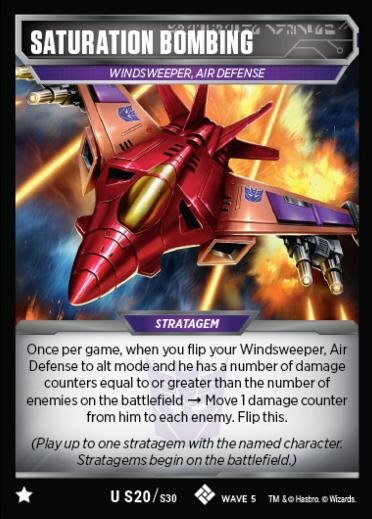 SATURATION BOMBING
WINDSWEEPER, AIR DEFENSE
STRATAGEM
Once per game, when you flip your Windsweeper, Air
Defense to alt mode and he has a number of damage
counters equal to or greater than the number of
enemies on the battlefield → Move 1 damage counter
from him to each enemy. Flip this.
(Play up to one stratagem with the named character.
Stratagems begin on the battlefield.)
U S20/S30 WAVE 5 TM & © Hasbro. © Wizards.